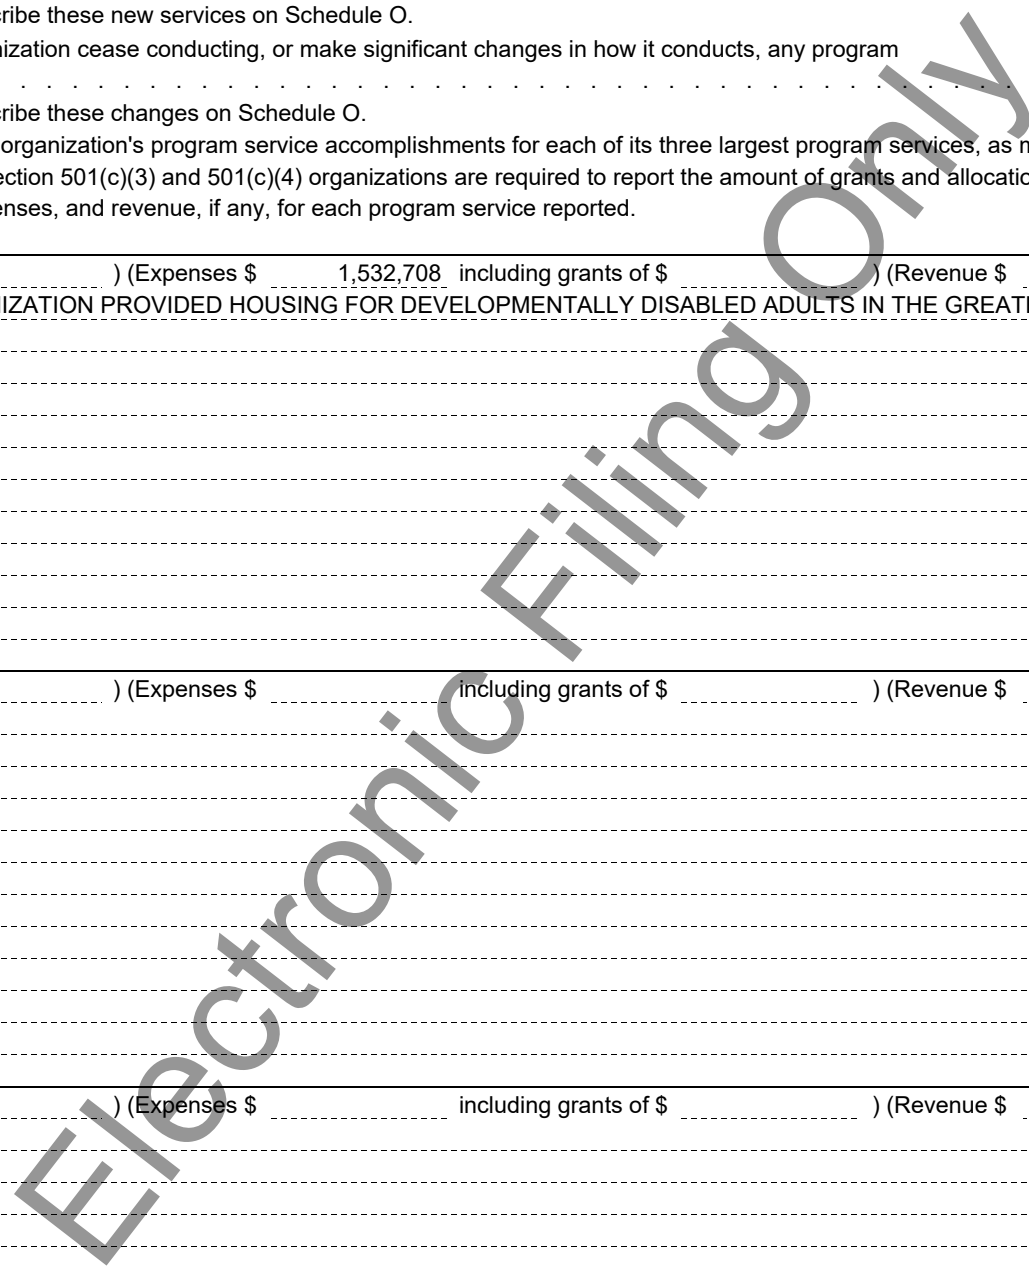 ribe these new services on Schedule O.
nization cease conducting, or make significant changes in how it conducts, any program
. . . . . . . . . . . . . . . . . . . . . . . . . . . . . . . . . . . . . . .
ribe these changes on Schedule O.
organization's program service accomplishments for each of its three largest program services, as m
ection 501(c)(3) and 501(c)(4) organizations are required to report the amount of grants and allocatio
enses, and revenue, if any, for each program service reported.
) (Expenses $ 1,532,708 including grants of $ ) (Revenue $
NIZATION PROVIDED HOUSING FOR DEVELOPMENTALLY DISABLED ADULTS IN THE GREATE
) (Expenses $ including grants of $ ) (Revenue $
) (Expenses $ including grants of $ ) (Revenue $
Electronic Filing Only